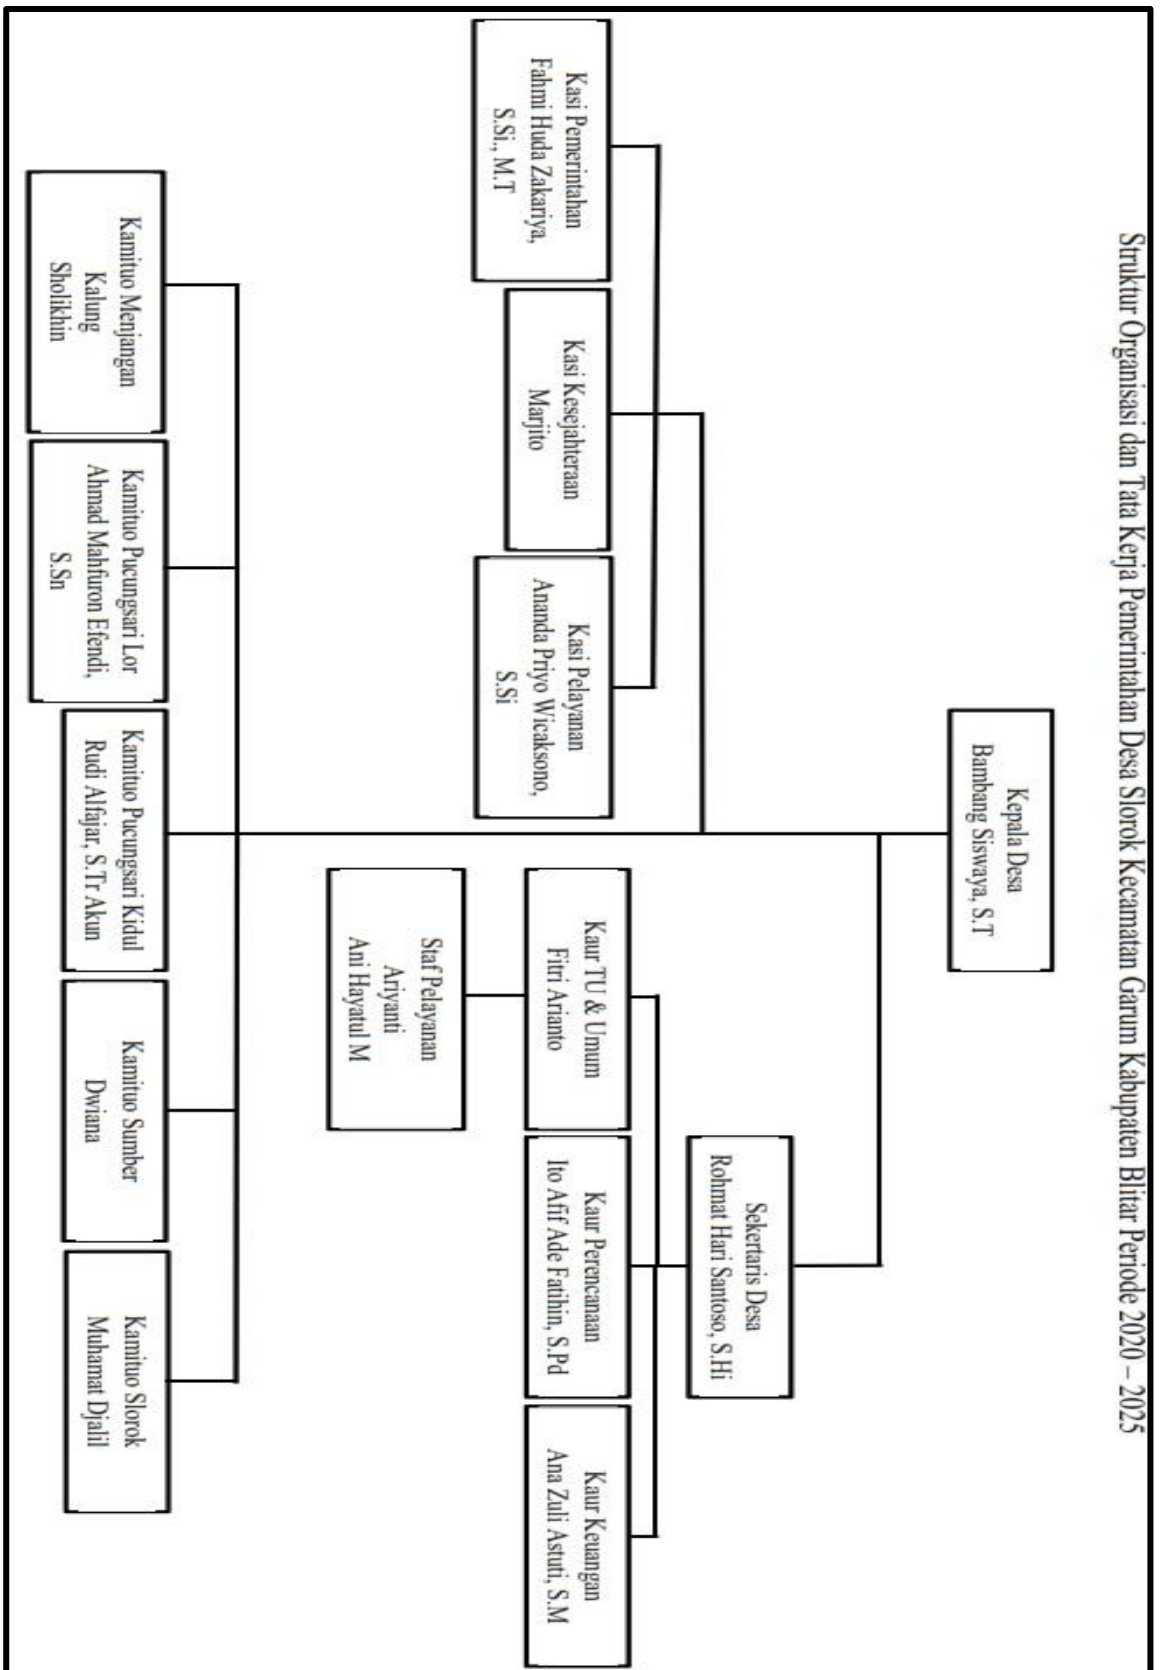 Struktur Organisasi dan Tata Kerja Pemerintahan Desa Slorok Kecamatan Garum Kabupaten Blitar Periode 2020 – 2025
Kepala Desa
Bambang Siswaya, S.T
Sekertaris Desa
Rohmat Hari Santoso, S.Hi
Kasi Pemerintahan
Fahmi Huda Zakariya,
S.Si., M.T
Kasi Kesejahteraan
Marjito
Kasi Pelayanan
Ananda Priyo Wicaksono,
S.Si
Kaur TU & Umum
Fitri Arianto
Kaur Perencanaan
Ito Afif Ade Fatihin, S.Pd
Kaur Keuangan
Ana Zuli Astuti, S.M
Staf Pelayanan
Ariyanti
Ani Hayatul M
Kamituo Menjangan
Kalung
Sholikhin
Kamituo Pucungsari Lor
Ahmad Mahfuron Efendi,
S.Sn
Kamituo Pucungsari Kidul
Rudi Alfajar, S.Tr Akun
Kamituo Sumber
Dwiana
Kamituo Slorok
Muhamat Djalil